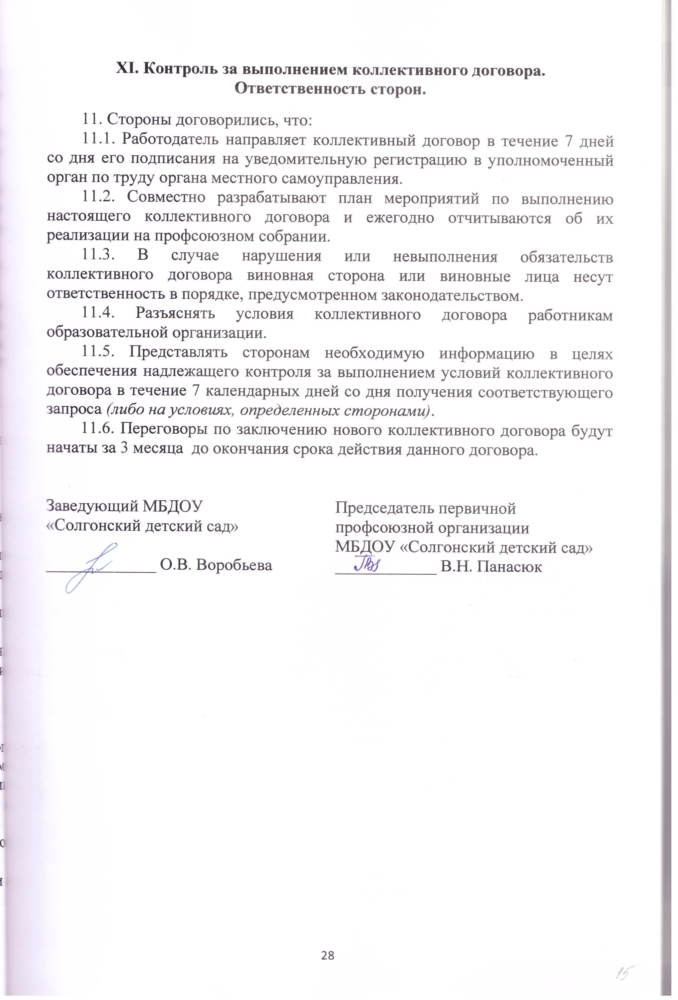 XI. Контроль за выполнением коллективного договора.
Ответственность сторон.
11. Стороны договорились, что:
11.1. Работодатель направляет коллективный договор в течение 7 дней
со дня его подписания на уведомительную регистрацию в уполномоченный
орган по труду органа местного самоуправления.
11.2. Совместно разрабатывают план мероприятий по выполнению
настоящего коллективного договора и ежегодно отчитываются об их
реализации на профсоюзном собрании.
11.3. В случае нарушения или невыполнения обязательств
коллективного договора виновная сторона или виновные лица несут
ответственность в порядке, предусмотренном законодательством.
11.4. Разъяснять условия коллективного договора работникам
образовательной организации.
11.5. Представлять сторонам необходимую информацию в целях
обеспечения надлежащего контроля за выполнением условий коллективного
договора в течение 7 календарных дней со дня получения соответствующего
запроса (либо на условиях, определенных сторонами).
11.6. Переговоры по заключению нового коллективного договора будут
начаты за 3 месяца до окончания срока действия данного договора.
Заведующий МБДОУ
«Солгонский детский сад»
О.В. Воробьева
Председатель первичной
профсоюзной организации
МБДОУ «Солгонский детский сад»
В.Н. Панасюк
28
15